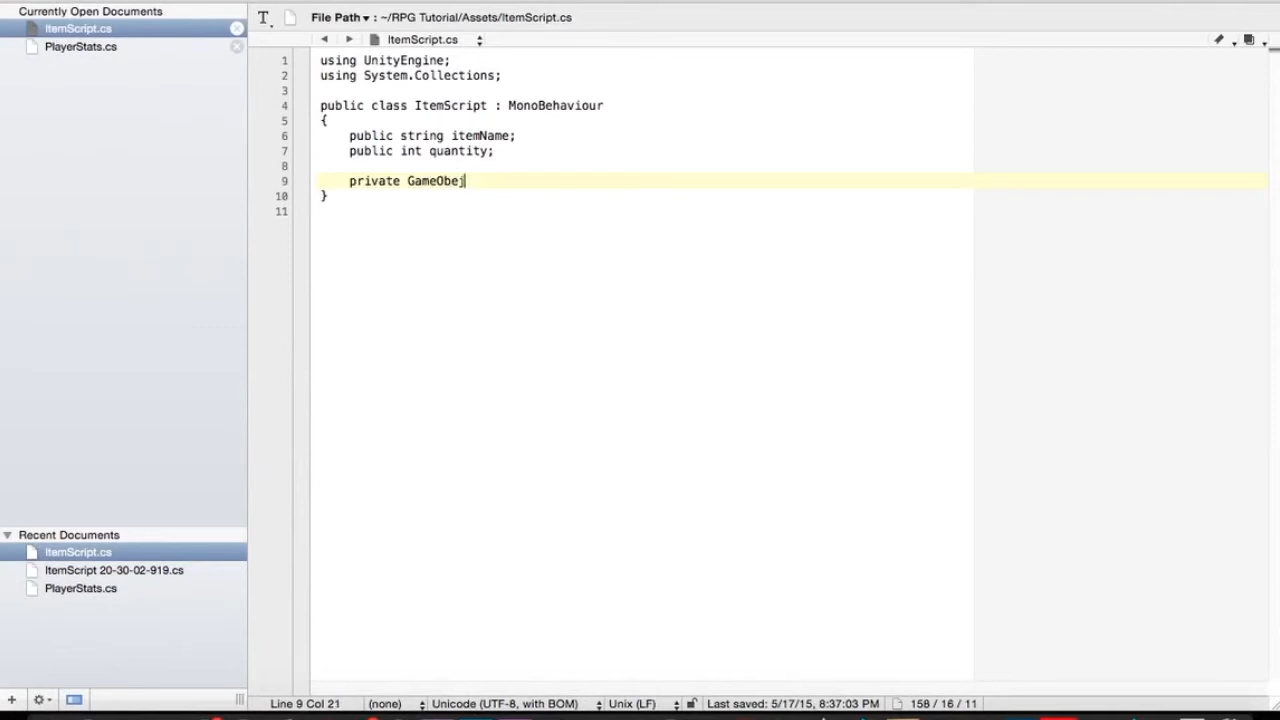 Currently Open Documents
ItemScript.cs
PlayerStats.cs
Recent Documents
ItemScript.cs
ItemScript 20-30-02-919.cs
PlayerStats.cs
T File Path : ~/RPG Tutorial/Assets/ItemScript.cs
ItemScript.cs
1 using UnityEngine;
2 using System.Collections;
3
4 public class ItemScript : MonoBehaviour
5 {
6 public string itemName;
7 public int quantity;
8
9 private GameObej
10 }
11
Line 9 Col 21 (none) Unicode (UTF-8, with BOM) Unix (LF) Last saved: 5/17/15, 8:37:03 PM 158 / 16 / 11